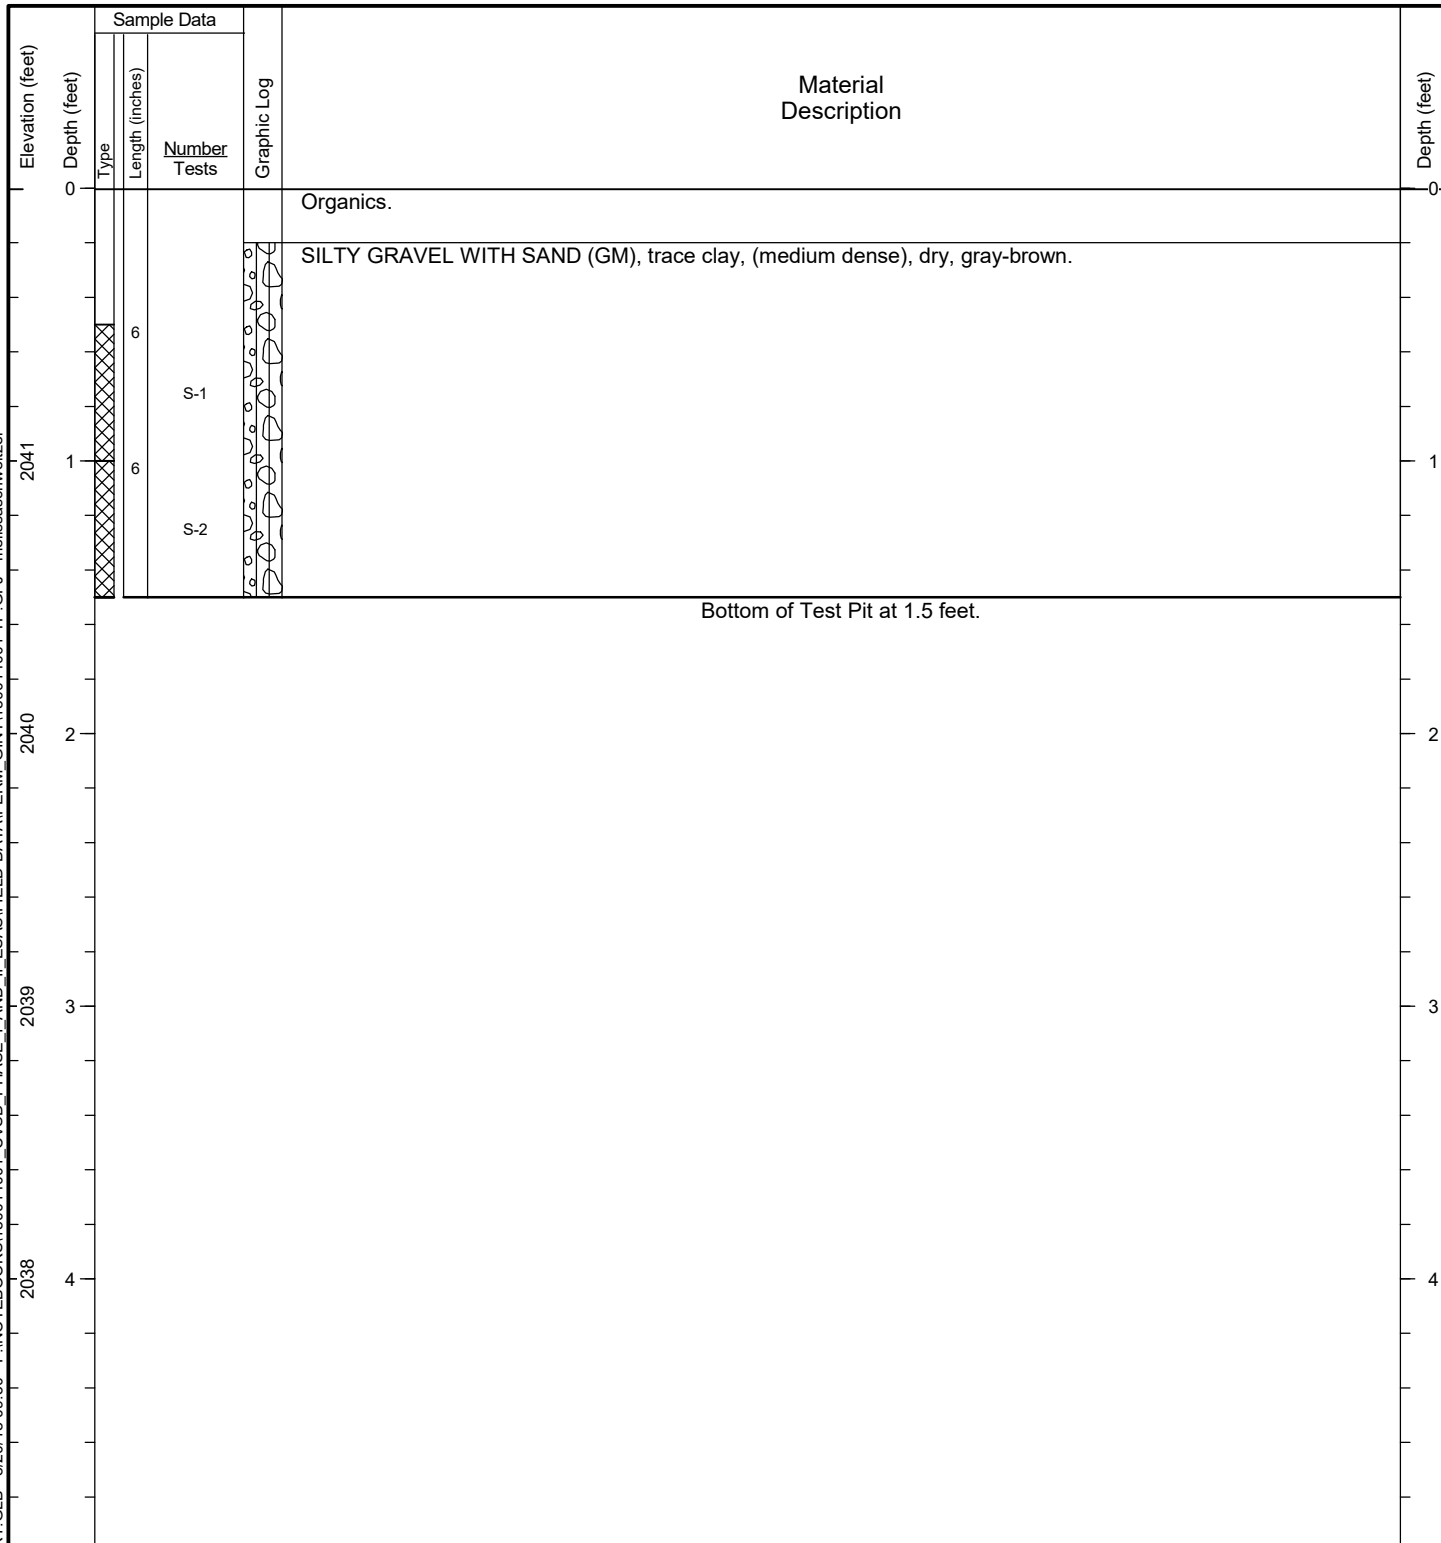 Sample Data
Elevation (feet)
Depth (feet)
Type
Length (inches)
Number
Tests
Graphic Log
Material
Description
Depth (feet)
0
0
Organics.
SILTY GRAVEL WITH SAND (GM), trace clay, (medium dense), dry, gray-brown.
6
S-1
2041
1
6
1
S-2
Bottom of Test Pit at 1.5 feet.
2040
2
2
2039
3
3
2038
4
4